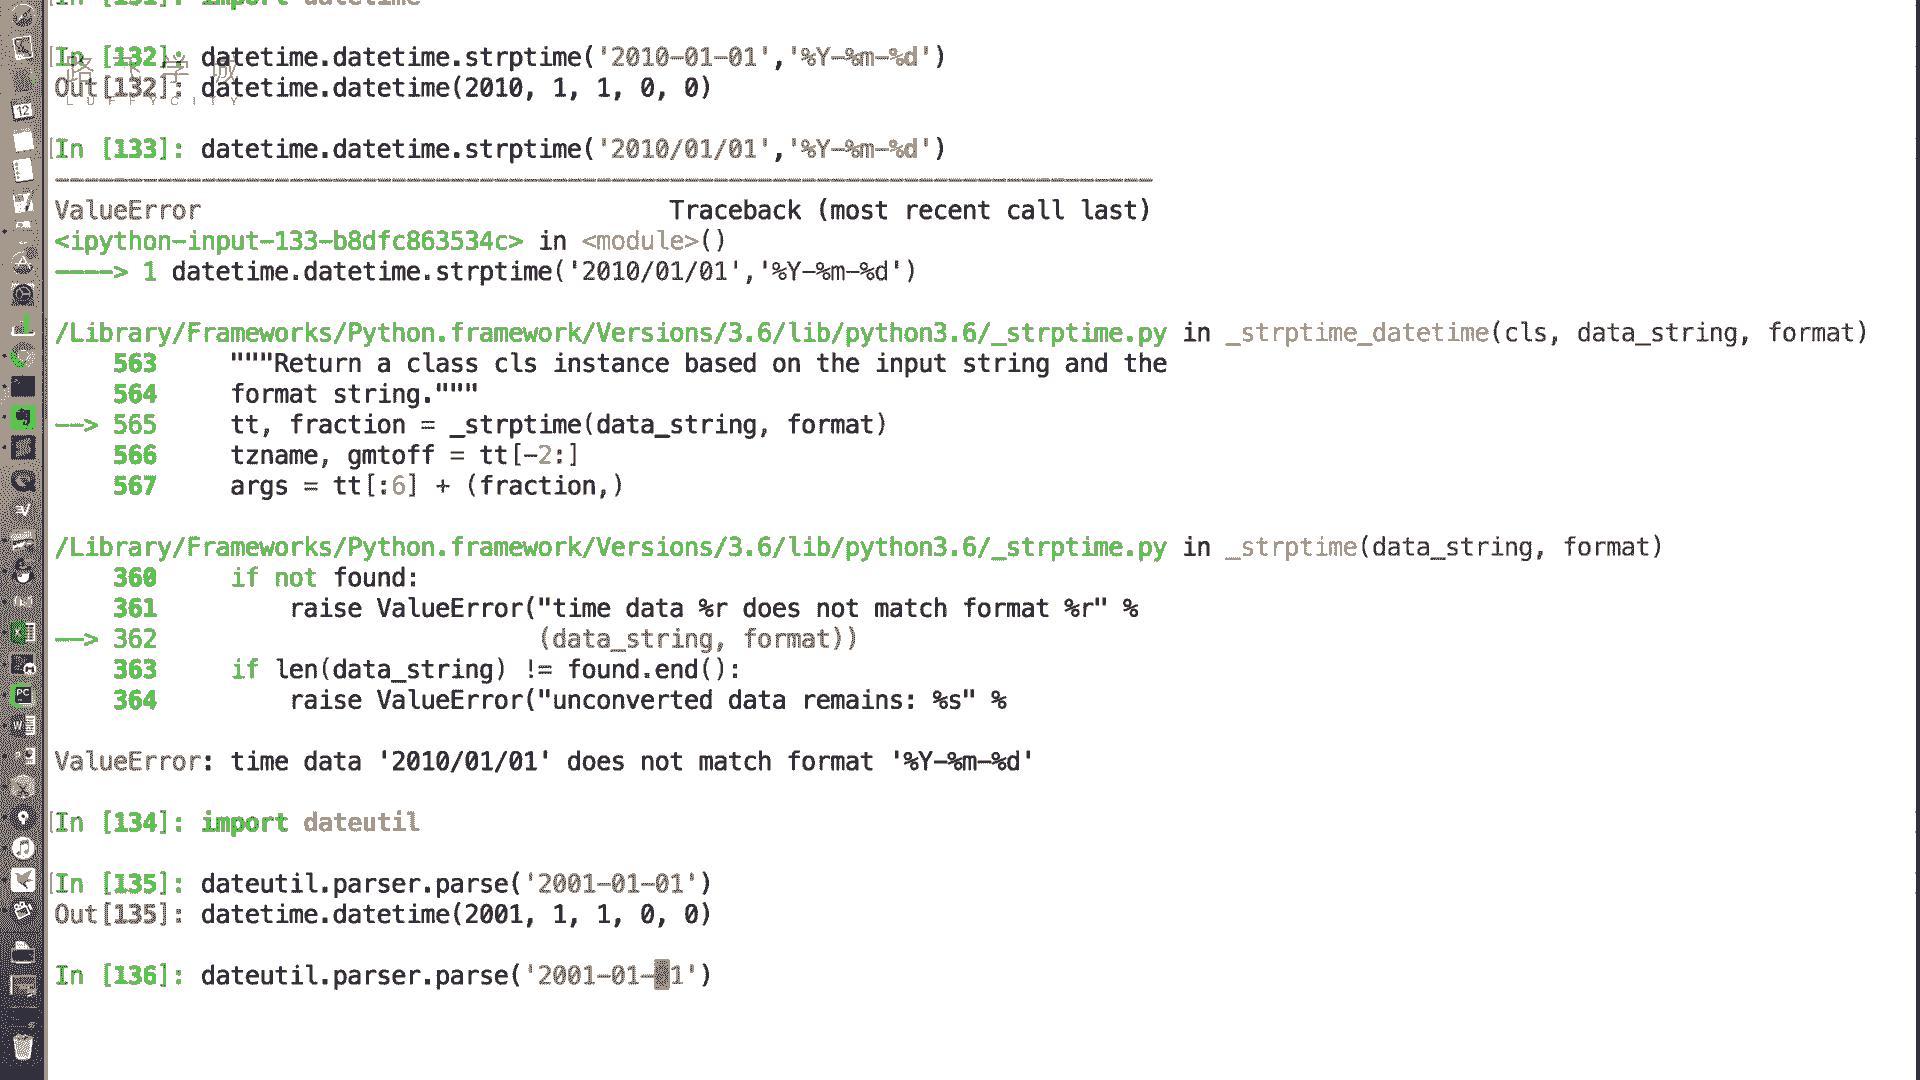 In [131]: import datetime
In [132]: datetime.datetime.strptime('2010-01-01','%Y-%m-%d')
路飞学城
LUFFYCITY
Out[132]: datetime.datetime(2010, 1, 1, 0, 0)
In [133]: datetime.datetime.strptime('2010/01/01','%Y-%m-%d')
---------------------------------------------------------------------------
ValueError                                Traceback (most recent call last)
<ipython-input-133-b8dfc863534c> in <module>()
----> 1 datetime.datetime.strptime('2010/01/01','%Y-%m-%d')
/Library/Frameworks/Python.framework/Versions/3.6/lib/python3.6/_strptime.py in _strptime_datetime(cls, data_string, format)
    563     """Return a class cls instance based on the input string and the
    564     format string."""
--> 565     tt, fraction = _strptime(data_string, format)
    566     tzname, gmtoff = tt[-2:]
    567     args = tt[:6] + (fraction,)
/Library/Frameworks/Python.framework/Versions/3.6/lib/python3.6/_strptime.py in _strptime(data_string, format)
    360     if not found:
    361         raise ValueError("time data %r does not match format %r" %
--> 362                          (data_string, format))
    363     if len(data_string) != found.end():
    364         raise ValueError("unconverted data remains: %s" %
ValueError: time data '2010/01/01' does not match format '%Y-%m-%d'
In [134]: import dateutil
In [135]: dateutil.parser.parse('2001-01-01')
Out[135]: datetime.datetime(2001, 1, 1, 0, 0)
In [136]: dateutil.parser.parse('2001-01-01')
12
PC